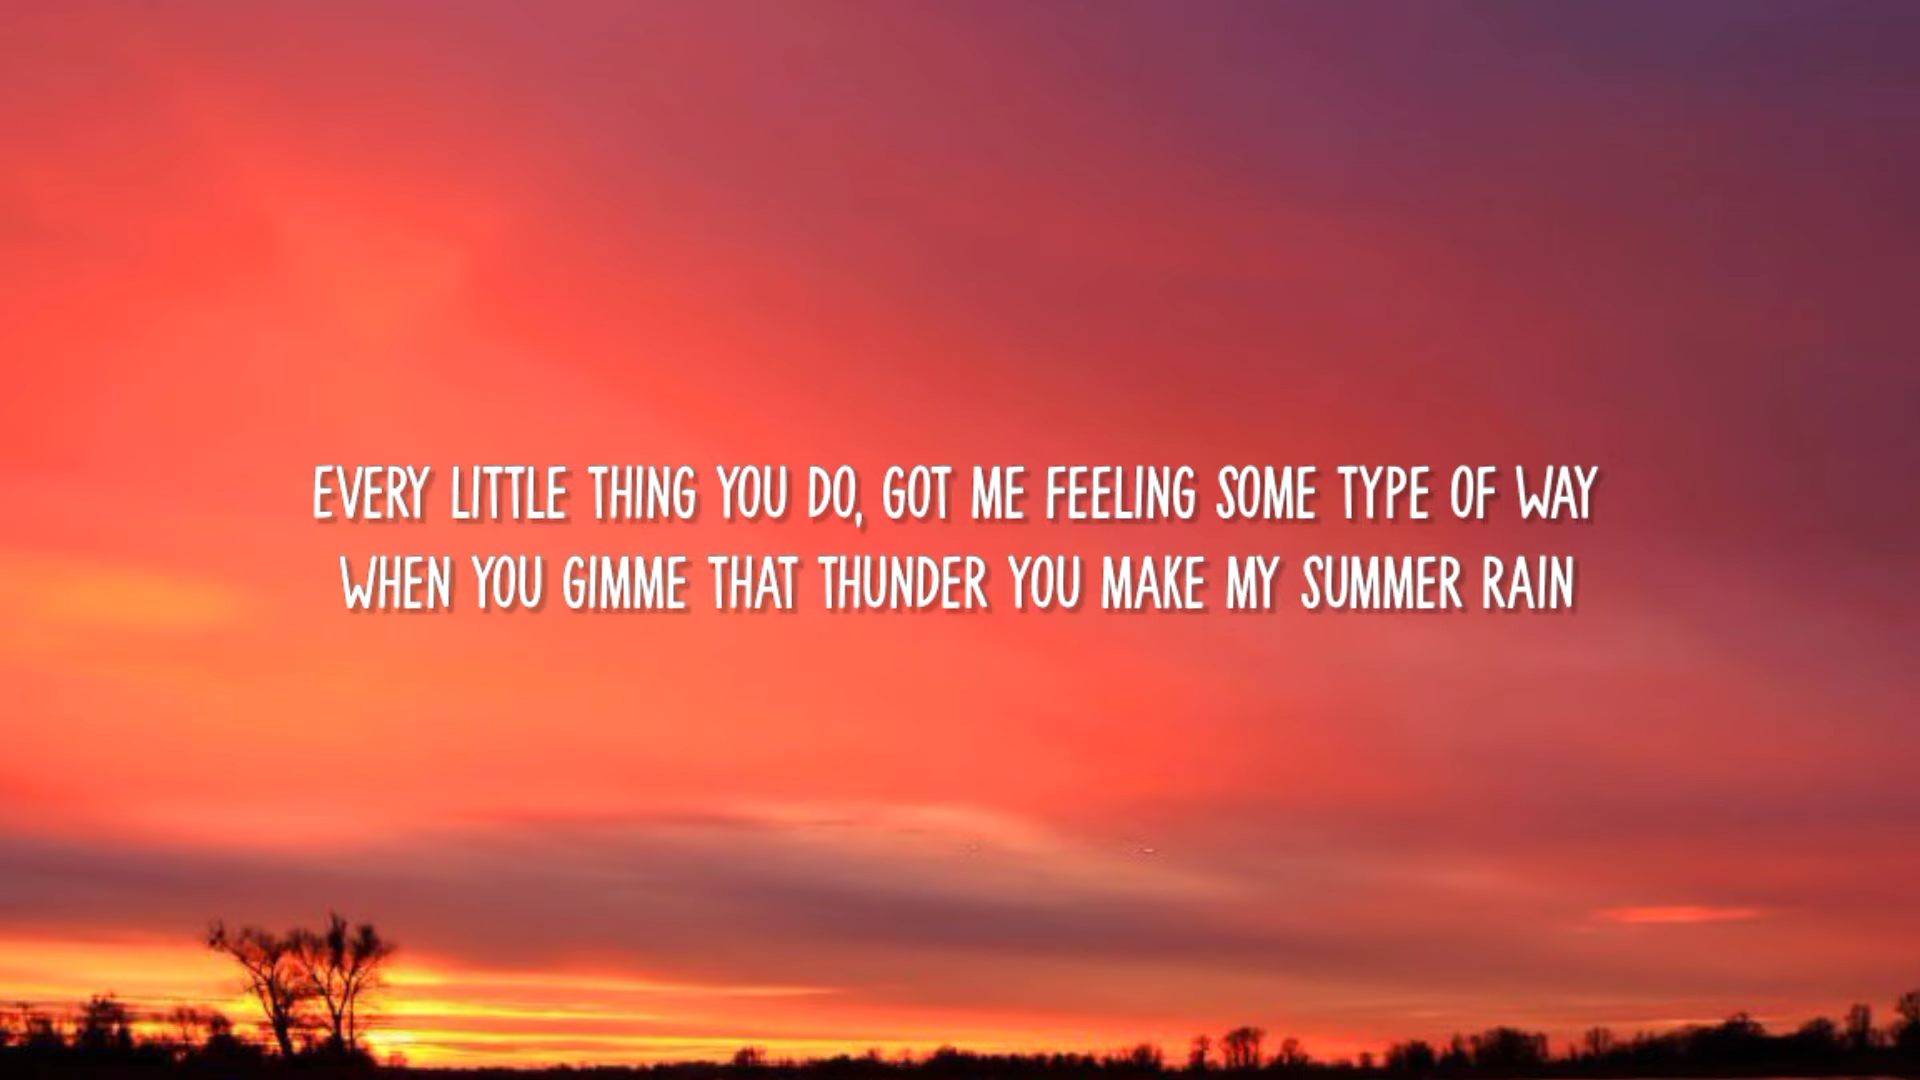 EVERY LITTLE THING YOU DO, GOT ME FEELING SOME TYPE OF WAY
WHEN YOU GIMME THAT THUNDER YOU MAKE MY SUMMER RAIN